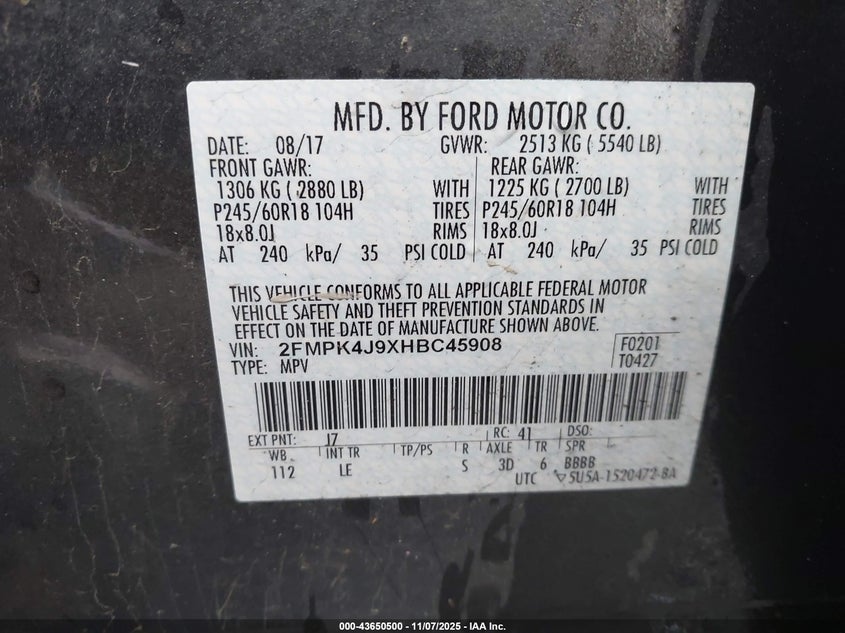 MFD. BY FORD MOTOR CO.
DATE: 08/17 GVWR: 2513 KG ( 5540 LB)
FRONT GAWR: REAR GAWR:
1306 KG ( 2880 LB) WITH 1225 KG ( 2700 LB) WITH
P245/60R18 104H TIRES P245/60R18 104H TIRES
18x8.0J RIMS 18x8.0J RIMS
AT 240 kPa/ 35 PSI COLD AT 240 kPa/ 35 PSI COLD
THIS VEHICLE CONFORMS TO ALL APPLICABLE FEDERAL MOTOR
VEHICLE SAFETY AND THEFT PREVENTION STANDARDS IN
EFFECT ON THE DATE OF MANUFACTURE SHOWN ABOVE.
VIN: 2FMPK4J9XHBC45908 F0201
TYPE: MPV T0427
EXT PNT: J7 RC: 41 DSO:
WB INT TR TP/PS R AXLE TR SPR
112 LE S 3D 6 BBBB
UTC ▽5U5A-1520472-BA
000-43650500 11/07/2025 IAA Inc.